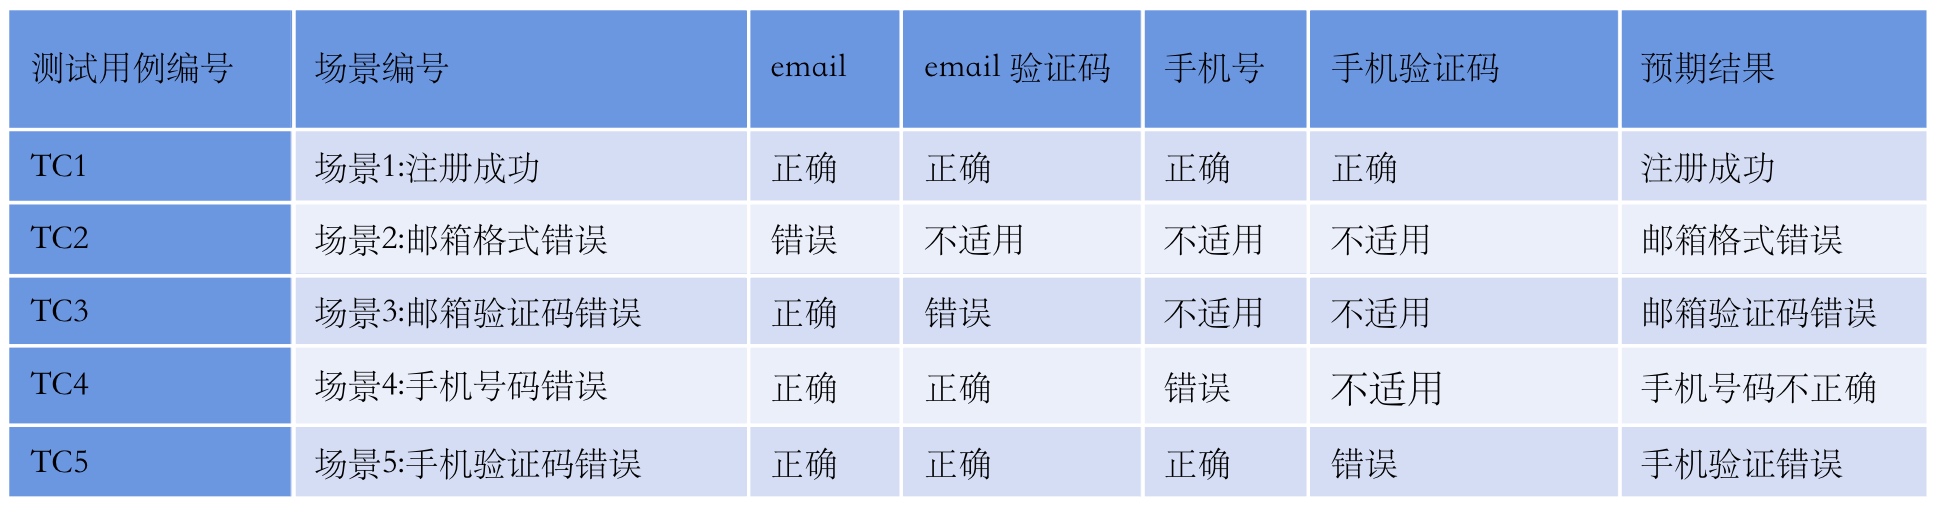 测试用例编号 场景编号 email email 验证码 手机号 手机验证码 预期结果
TC1 场景1:注册成功 正确 正确 正确 正确 注册成功
TC2 场景2:邮箱格式错误 错误 不适用 不适用 不适用 邮箱格式错误
TC3 场景3:邮箱验证码错误 正确 错误 不适用 不适用 邮箱验证码错误
TC4 场景4:手机号码错误 正确 正确 错误 不适用 手机号码不正确
TC5 场景5:手机验证码错误 正确 正确 正确 错误 手机验证错误